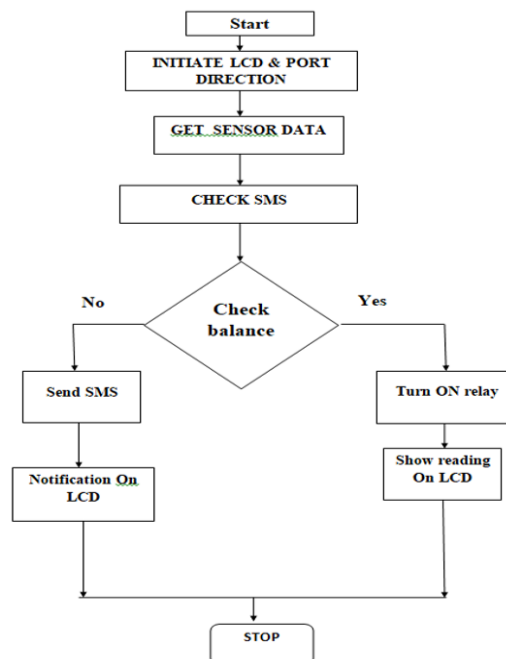 Start
INITIATE LCD & PORT
DIRECTION
GET SENSOR DATA
CHECK SMS
Check
balance
No
Yes
Send SMS
Turn ON relay
Notification On
LCD
Show reading
On LCD
STOP